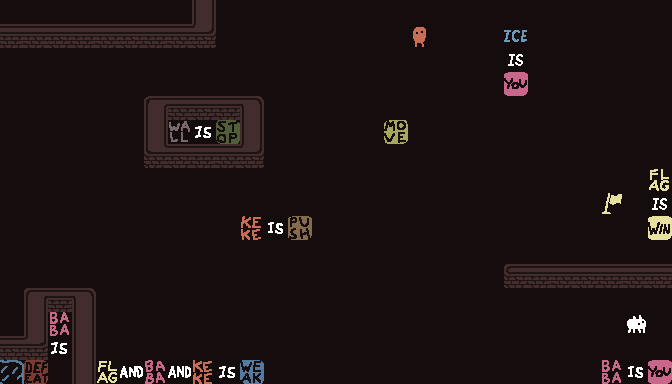 ICE
IS
YOU
WALL IS STOP
MOVE
FLAG
IS
WIN
KEKE IS PUSH
BABA
IS
DEFEAT
FLAG AND BABA AND KEKE IS WEAK
BABA IS YOU